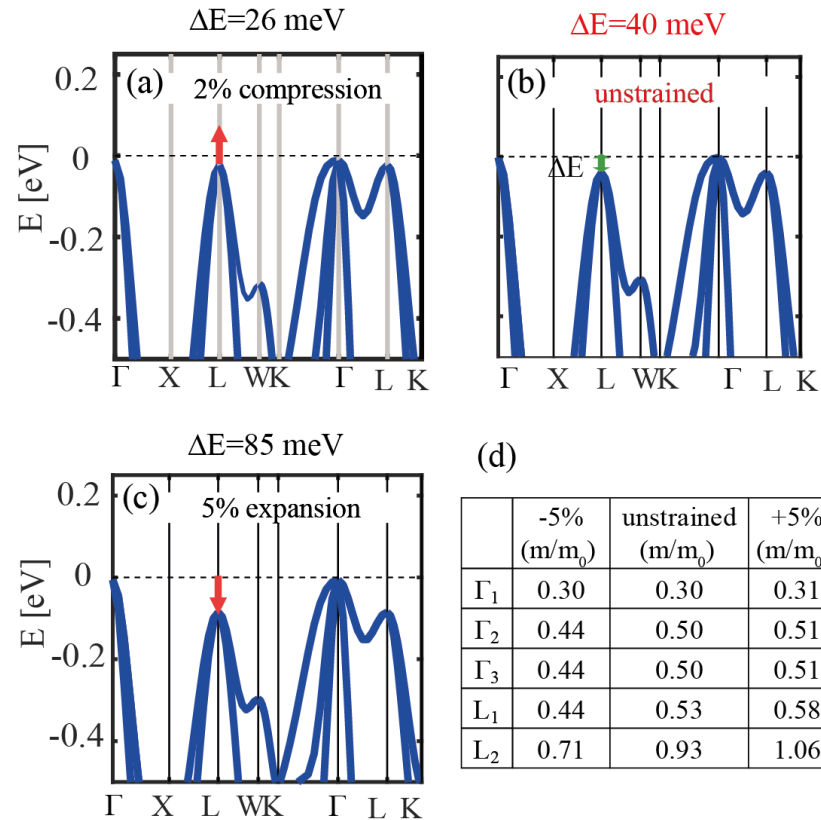 ΔE=26 meV
(a)
2% compression
0.2
0
-0.2
-0.4
E [eV]
Γ X L W K Γ L K
ΔE=40 meV
(b)
unstrained
ΔE
Γ X L W K Γ L K
ΔE=85 meV
(c)
5% expansion
0.2
0
-0.2
-0.4
E [eV]
Γ X L W K Γ L K
(d)
-5% (m/m0) unstrained (m/m0) +5% (m/m0)
Γ1 0.30 0.30 0.31
Γ2 0.44 0.50 0.51
Γ3 0.44 0.50 0.51
L1 0.44 0.53 0.58
L2 0.71 0.93 1.06